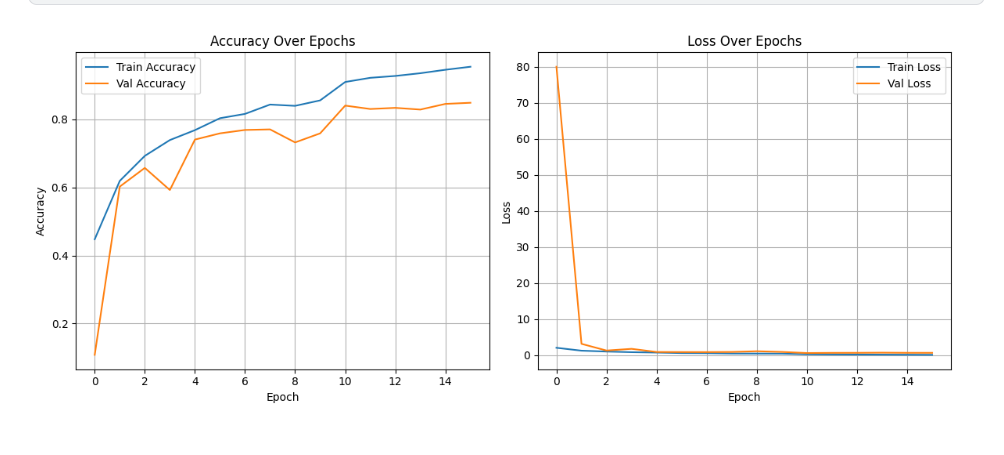 Accuracy Over Epochs
Train Accuracy
Val Accuracy
0.8
0.6
0.4
0.2
Accuracy
0 2 4 6 8 10 12 14
Epoch
Loss Over Epochs
Train Loss
Val Loss
80
70
60
50
40
30
20
10
0
Loss
0 2 4 6 8 10 12 14
Epoch